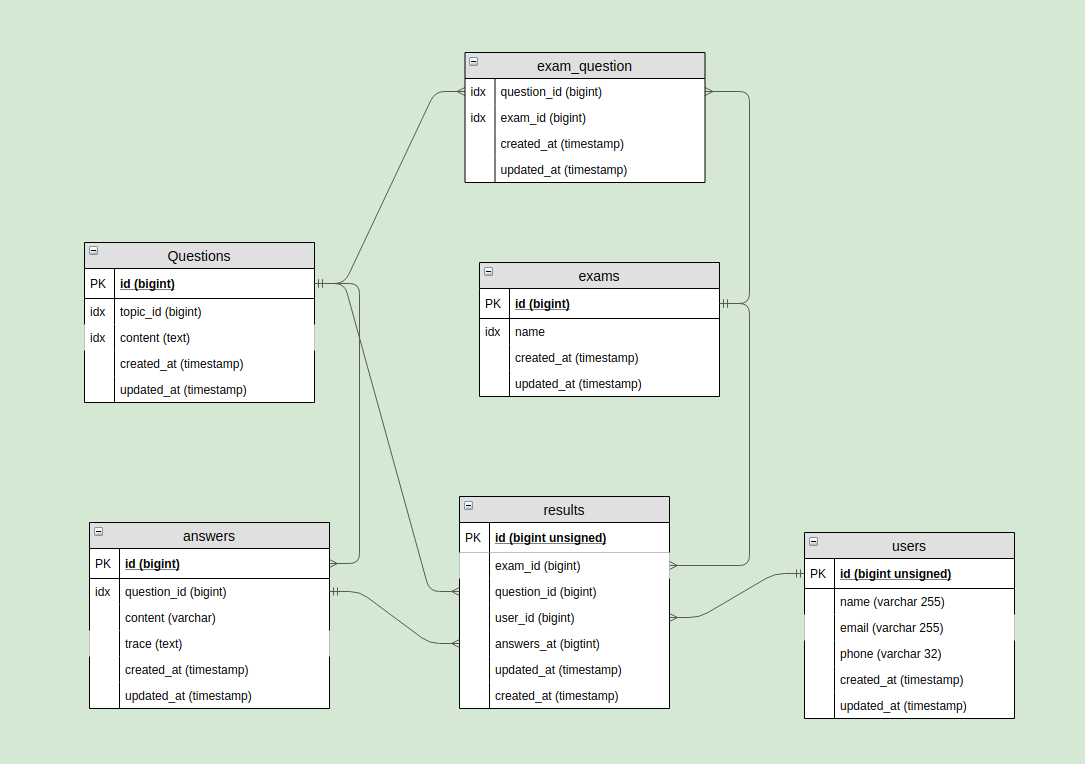 exam_question
idx question_id (bigint)
idx exam_id (bigint)
created_at (timestamp)
updated_at (timestamp)
Questions
PK id (bigint)
idx topic_id (bigint)
idx content (text)
created_at (timestamp)
updated_at (timestamp)
exams
PK id (bigint)
idx name
created_at (timestamp)
updated_at (timestamp)
answers
PK id (bigint)
idx question_id (bigint)
content (varchar)
trace (text)
created_at (timestamp)
updated_at (timestamp)
results
PK id (bigint unsigned)
exam_id (bigint)
question_id (bigint)
user_id (bigint)
answers_at (bigtint)
updated_at (timestamp)
created_at (timestamp)
users
PK id (bigint unsigned)
name (varchar 255)
email (varchar 255)
phone (varchar 32)
created_at (timestamp)
updated_at (timestamp)